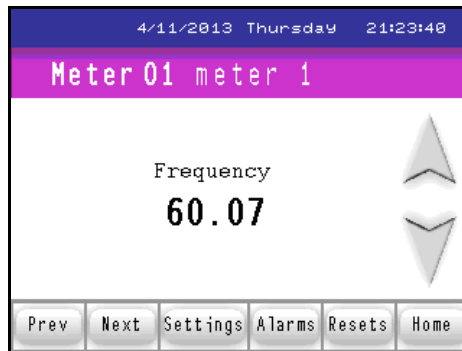 4/11/2013 Thursday 21:23:40
Meter 01 meter 1
Frequency
60.07
Prev Next Settings Alarms Resets Home